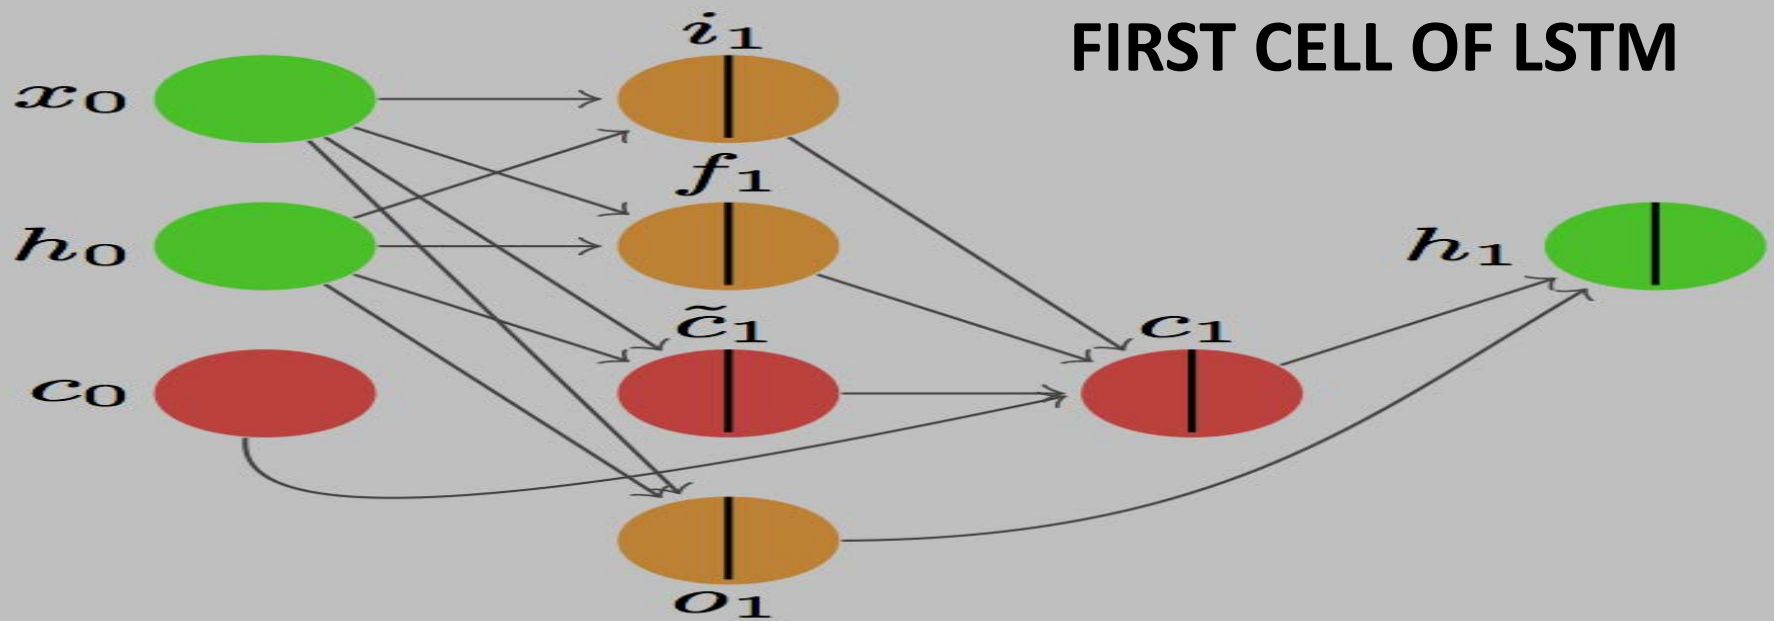 FIRST CELL OF LSTM
i₁
x₀
f₁
h₀
h₁
c̃₁
c₁
c₀
o₁